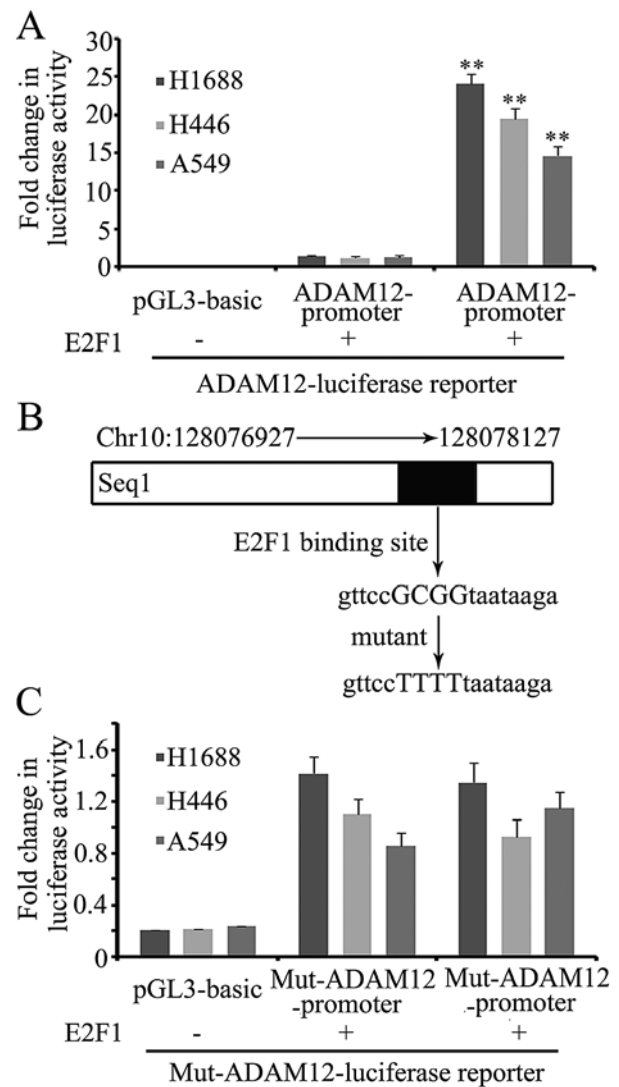 A
Fold change in
luciferase activity
30
25
20
15
10
5
0
H1688
H446
A549
**
**
**
pGL3-basic
ADAM12-
promoter
ADAM12-
promoter
E2F1
-
+
+
ADAM12-luciferase reporter
B
Chr10:128076927
128078127
Seq1
E2F1 binding site
gttccGCGGtaataaga
mutant
gttccTTTTtaataaga
C
Fold change in
luciferase activity
1.6
1.2
0.8
0.4
0
H1688
H446
A549
pGL3-basic
Mut-ADAM12
-promoter
Mut-ADAM12
-promoter
E2F1
-
+
+
Mut-ADAM12-luciferase reporter